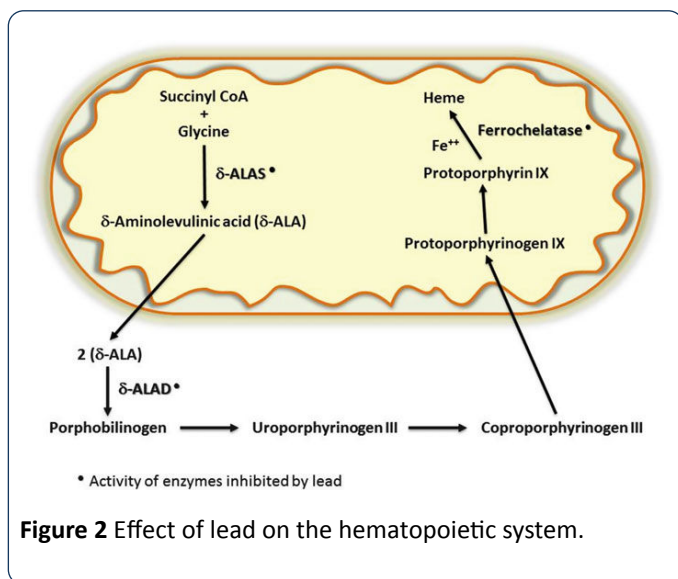 Succinyl CoA
+
Glycine
δ-ALAS •
δ-Aminolevulinic acid (δ-ALA)
Heme
Fe++
Ferrochelatase •
Protoporphyrin IX
Protoporphyrinogen IX
2 (δ-ALA)
δ-ALAD •
Porphobilinogen
Uroporphyrinogen III
Coproporphyrinogen III
• Activity of enzymes inhibited by lead
Figure 2 Effect of lead on the hematopoietic system.